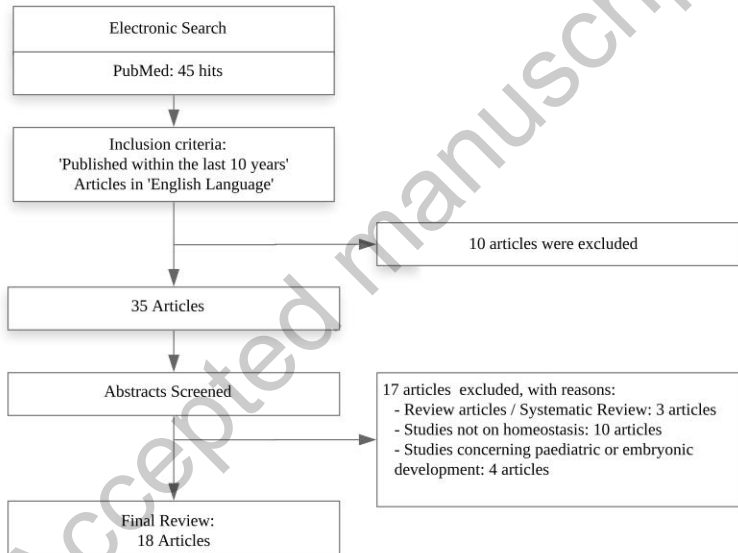 Electronic Search
PubMed: 45 hits
Inclusion criteria:
'Published within the last 10 years'
Articles in 'English Language'
10 articles were excluded
35 Articles
Abstracts Screened
17 articles excluded, with reasons:
- Review articles / Systematic Review: 3 articles
- Studies not on homeostasis: 10 articles
- Studies concerning paediatric or embryonic
development: 4 articles
Final Review:
18 Articles
Accepted manuscrip